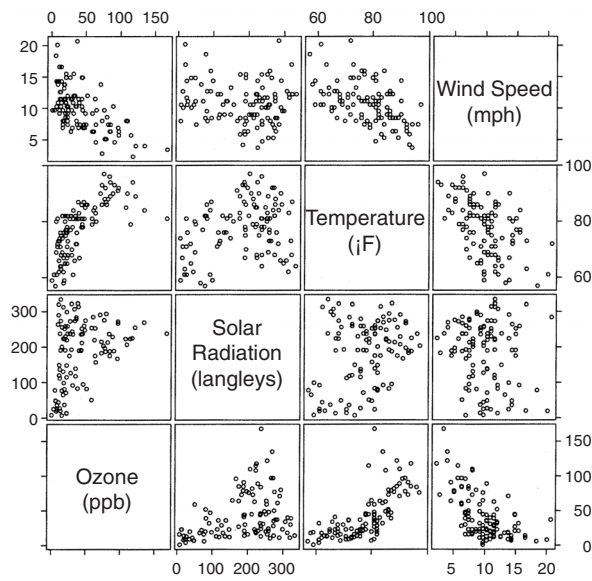 0 50 100 150
60 80 100
20
15
10
5
Wind Speed
(mph)
Temperature
(¡F)
100
80
60
300
200
100
0
Solar
Radiation
(langleys)
Ozone
(ppb)
150
100
50
0
0 100 200 300
5 10 15 20